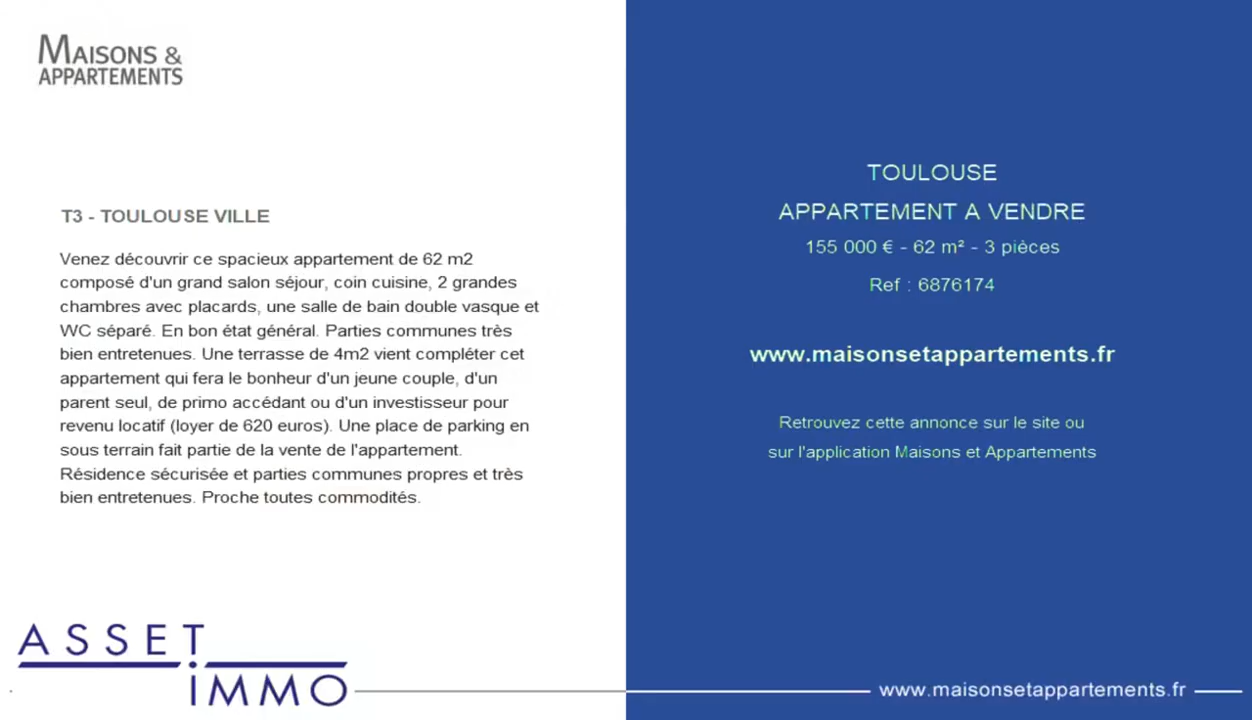 MAISONS &
APPARTEMENTS
T3 - TOULOUSE VILLE
Venez découvrir ce spacieux appartement de 62 m2
composé d'un grand salon séjour, coin cuisine, 2 grandes
chambres avec placards, une salle de bain double vasque et
WC séparé. En bon état général. Parties communes très
bien entretenues. Une terrasse de 4m2 vient compléter cet
appartement qui fera le bonheur d'un jeune couple, d'un
parent seul, de primo accédant ou d'un investisseur pour
revenu locatif (loyer de 620 euros). Une place de parking en
sous terrain fait partie de la vente de l'appartement.
Résidence sécurisée et parties communes propres et très
bien entretenues. Proche toutes commodités.
ASSET
IMMO
TOULOUSE
APPARTEMENT A VENDRE
155 000 € - 62 m² - 3 pièces
Ref : 6876174
www.maisonsetappartements.fr
Retrouvez cette annonce sur le site ou
sur l'application Maisons et Appartements
www.maisonsetappartements.fr